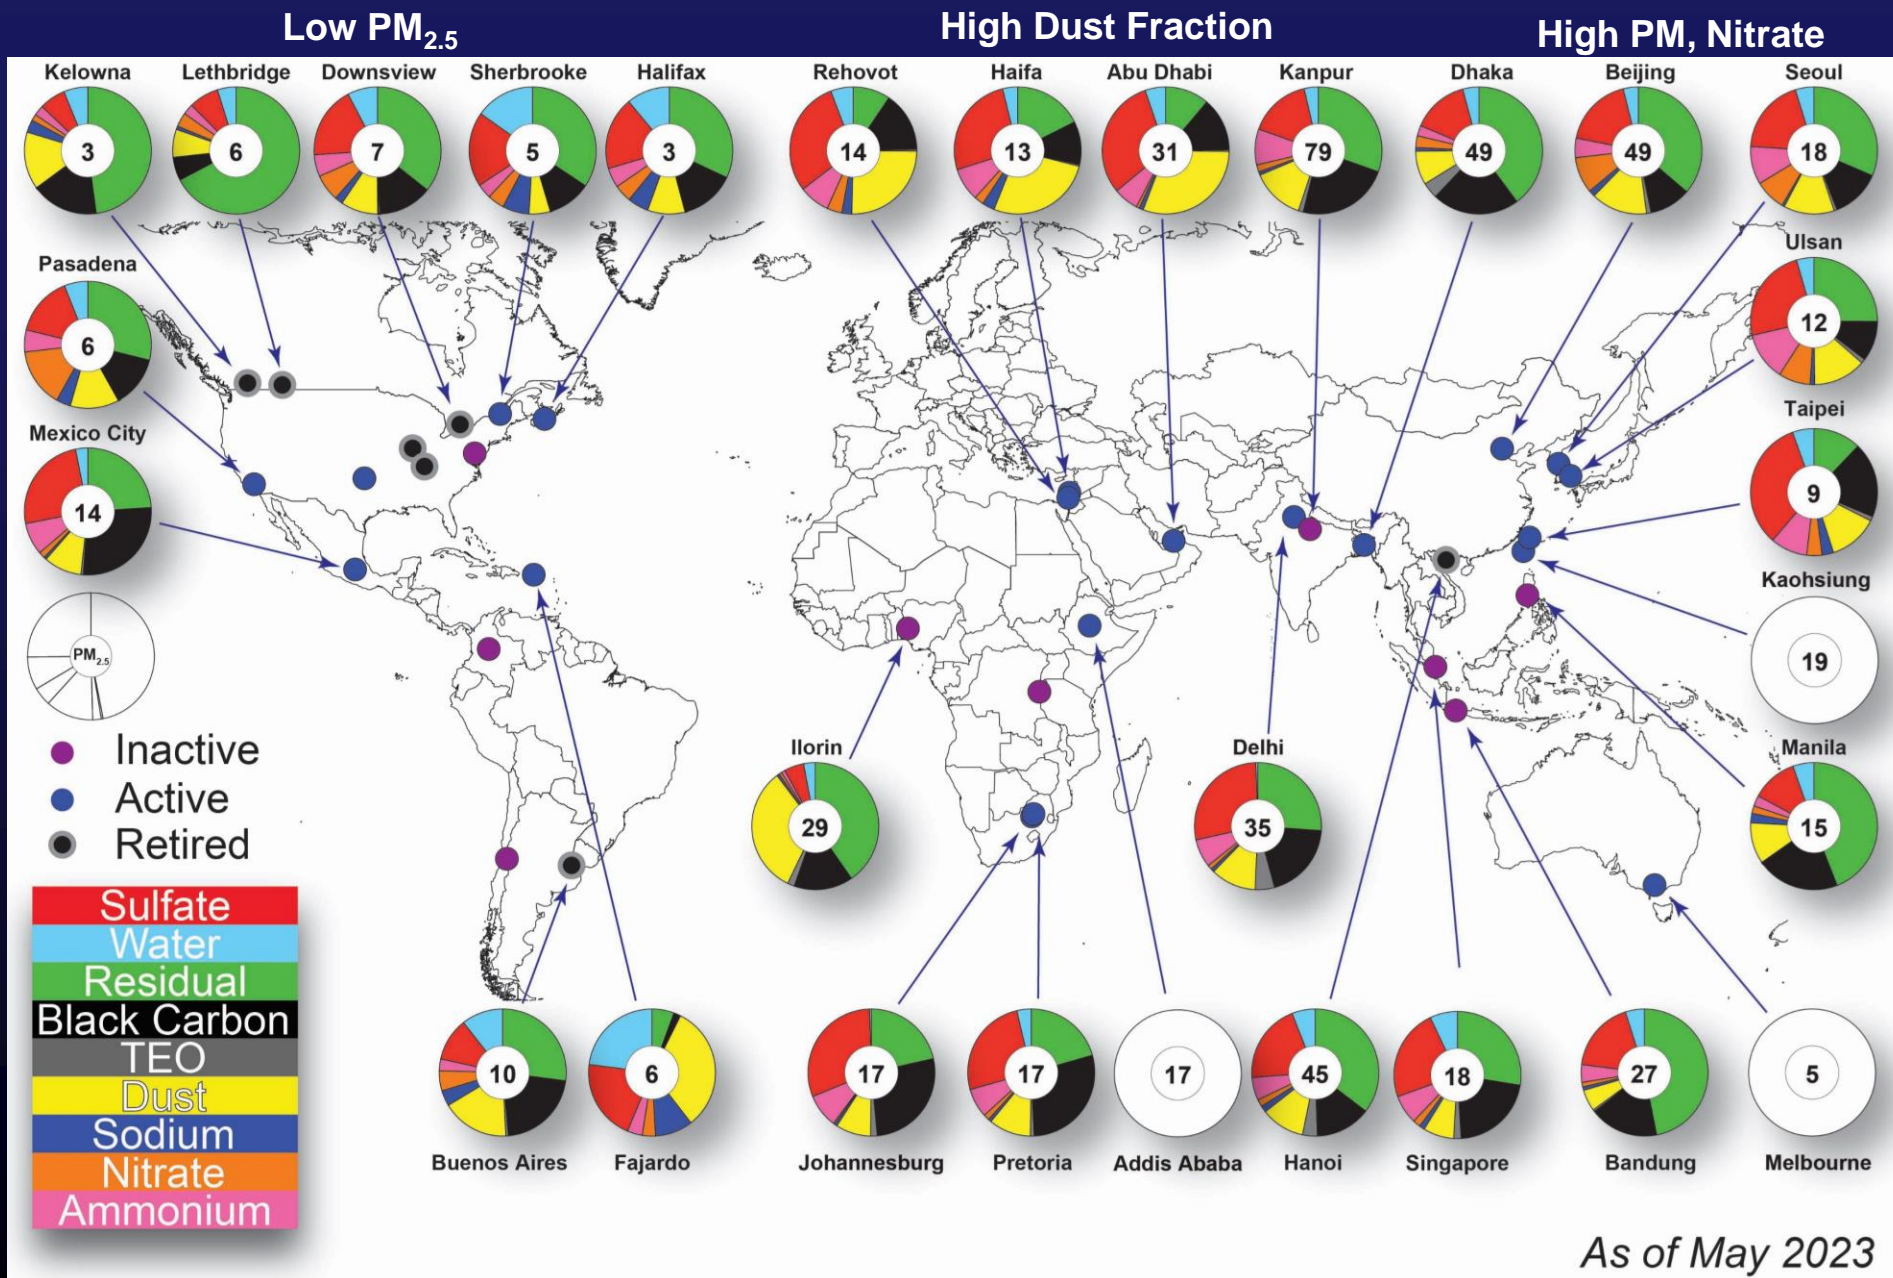 Low PM2.5
High Dust Fraction
High PM, Nitrate
Kelowna
Lethbridge
Downsview
Sherbrooke
Halifax
Rehovot
Haifa
Abu Dhabi
Kanpur
Dhaka
Beijing
Seoul
3
6
7
5
3
14
13
31
79
49
49
18
Pasadena
6
Ulsan
12
Mexico City
14
Taipei
9
PM2.5
Kaohsiung
19
Inactive
Active
Retired
Ilorin
29
Delhi
35
Manila
15
Sulfate
Water
Residual
Black Carbon
TEO
Dust
Sodium
Nitrate
Ammonium
10
6
17
17
17
45
18
27
5
Buenos Aires
Fajardo
Johannesburg
Pretoria
Addis Ababa
Hanoi
Singapore
Bandung
Melbourne
As of May 2023